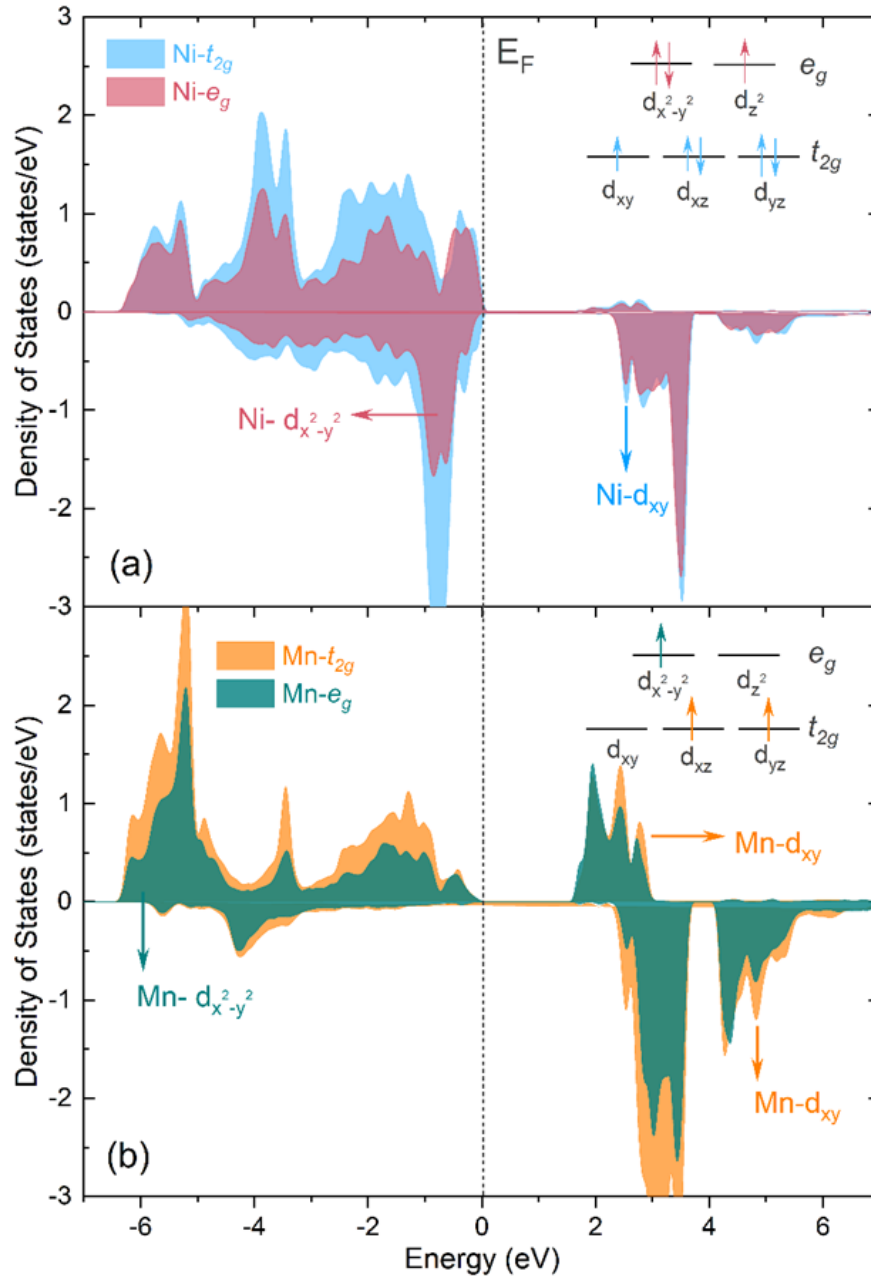 3
2
1
0
-1
-2
-3
Density of States (states/eV)
Ni-t2g
Ni-eg
EF
eg
dx²-y²
dz²
t2g
dxy
dxz
dyz
Ni- dx²-y²
Ni-dxy
(a)
2
1
0
-1
-2
-3
Density of States (states/eV)
Mn-t2g
Mn-eg
eg
dx²-y²
dz²
t2g
dxy
dxz
dyz
Mn-dxy
Mn- dx²-y²
Mn-dxy
(b)
-6 -4 -2 0 2 4 6
Energy (eV)